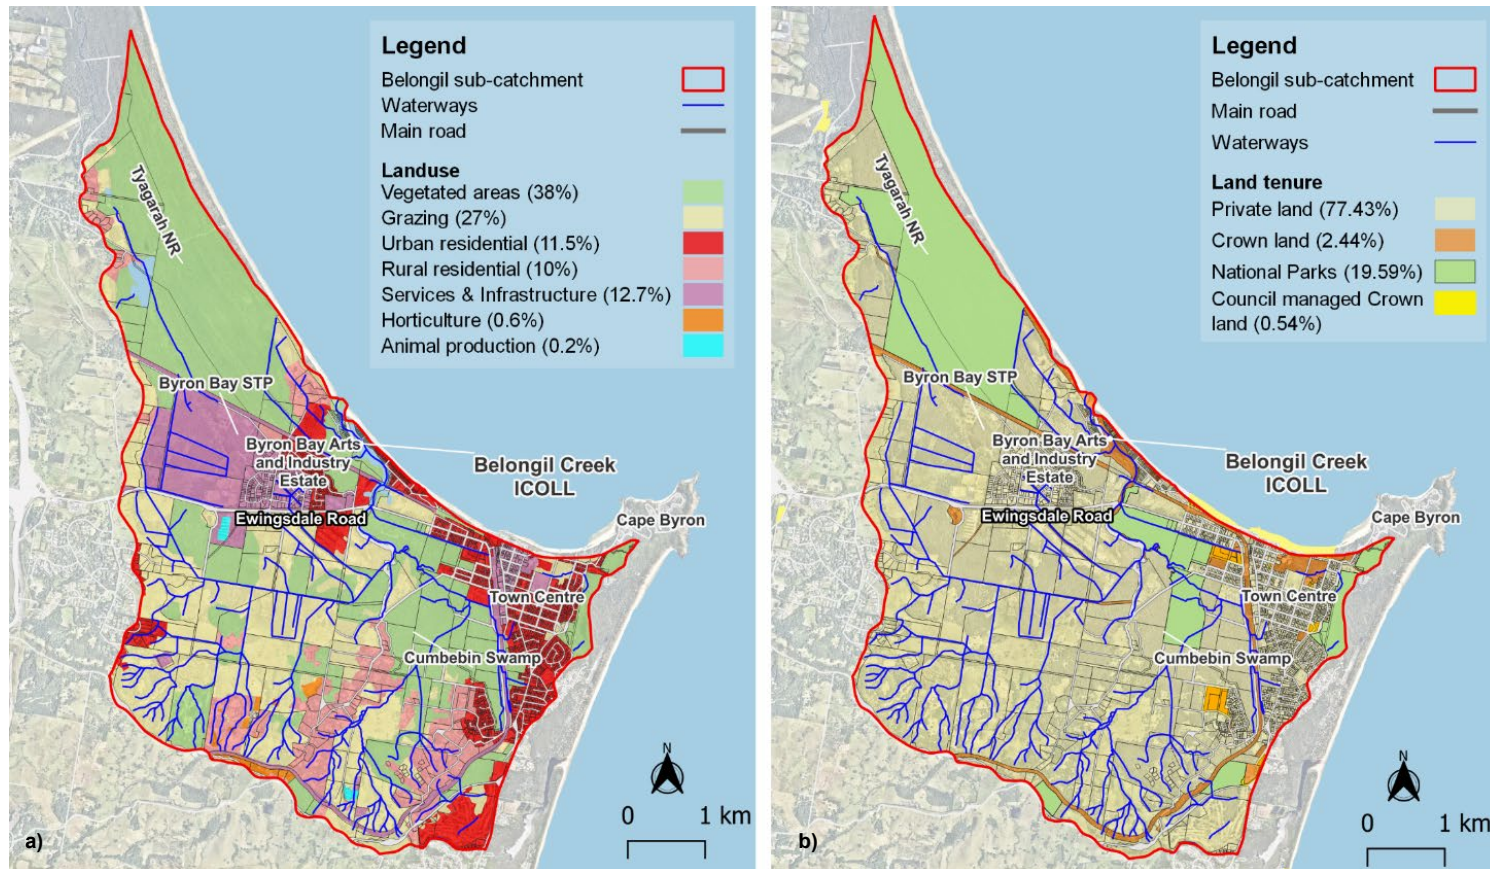 Legend
Belongil sub-catchment
Waterways
Main road
Landuse
Vegetated areas (38%)
Grazing (27%)
Urban residential (11.5%)
Rural residential (10%)
Services & Infrastructure (12.7%)
Horticulture (0.6%)
Animal production (0.2%)
Tyagarah NR
Byron Bay STP
Byron Bay Arts
and Industry
Estate
Belongil Creek
ICOLL
Ewingsdale Road
Cape Byron
Town Centre
Cumbebin Swamp
N
0 1 km
a)
Legend
Belongil sub-catchment
Main road
Waterways
Land tenure
Private land (77.43%)
Crown land (2.44%)
National Parks (19.59%)
Council managed Crown
land (0.54%)
Tyagarah NR
Byron Bay STP
Byron Bay Arts
and Industry
Estate
Belongil Creek
ICOLL
Ewingsdale Road
Cape Byron
Town Centre
Cumbebin Swamp
N
0 1 km
b)